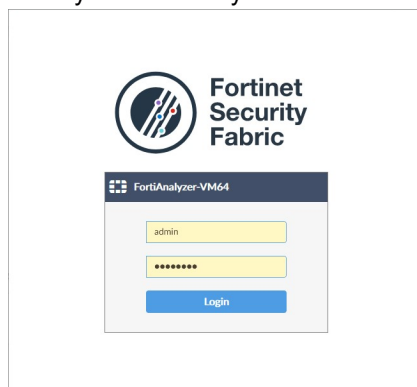 Fortinet
Security
Fabric
FortiAnalyzer-VM64
admin
••••••••
Login